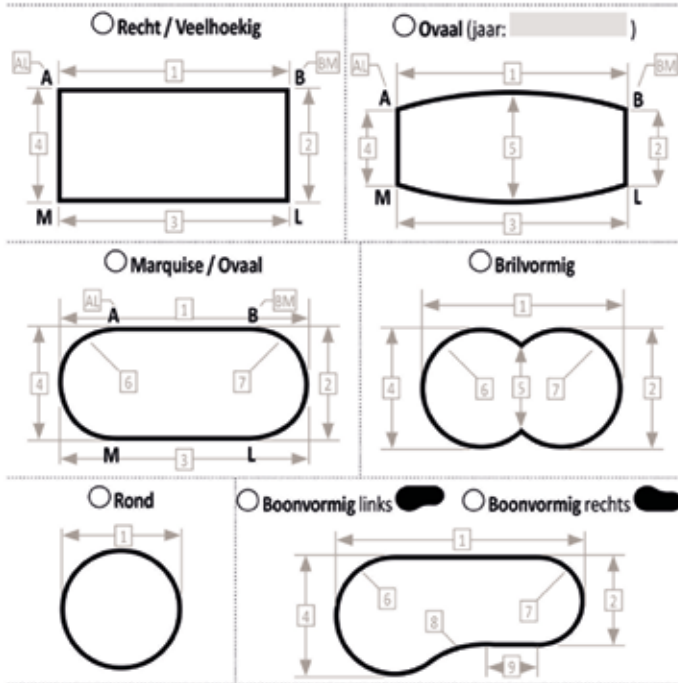 Recht / Veelhoekig
AL A 1 B BM
4 2
M 3 L
Ovaal (jaar: )
AL A 1 B BM
4 5 2
M 3 L
Marquise / Ovaal
AL A 1 B BM
4 6 7 2
M 3 L
Brilvormig
1
4 6 5 7 2
Rond
1
Boonvormig links Boonvormig rechts
1
4 6 7 2
8
9